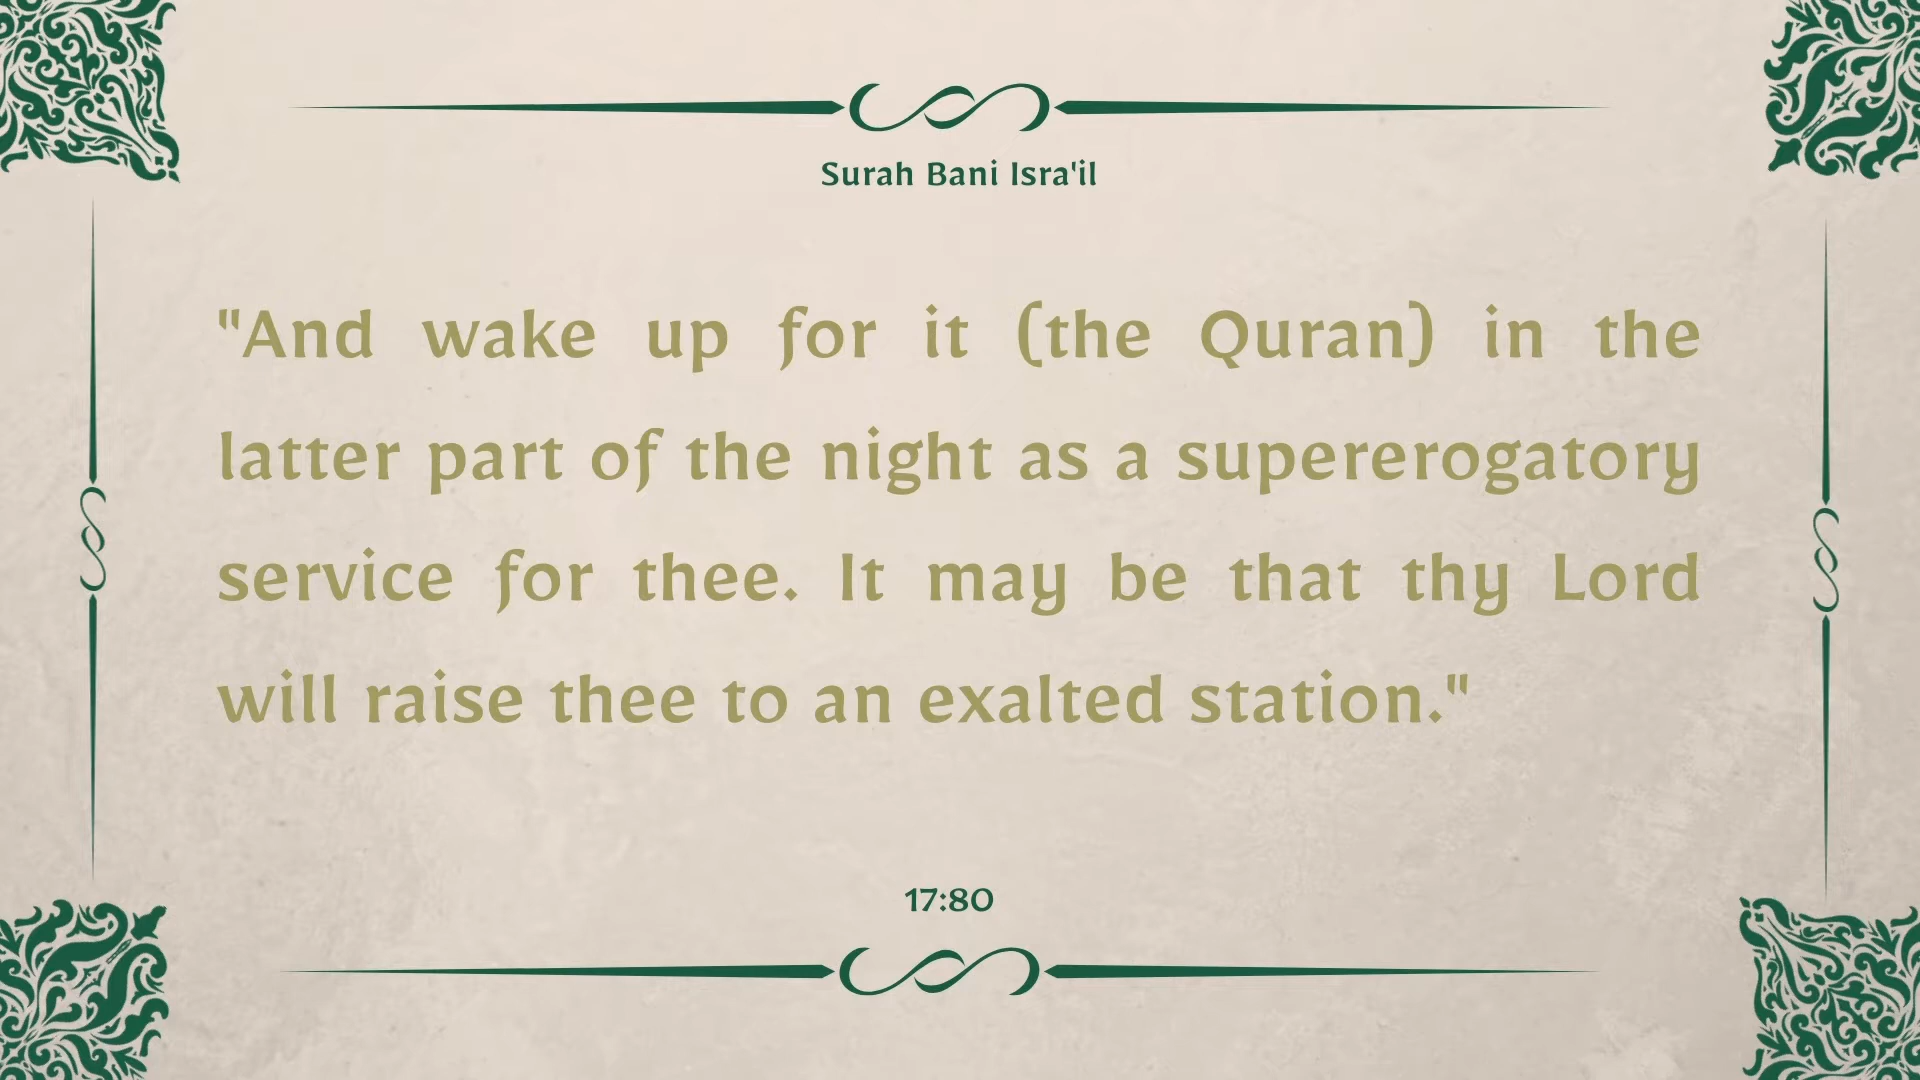 Surah Bani Isra'il
"And wake up for it (the Quran) in the
latter part of the night as a supererogatory
service for thee. It may be that thy Lord
will raise thee to an exalted station."
17:80